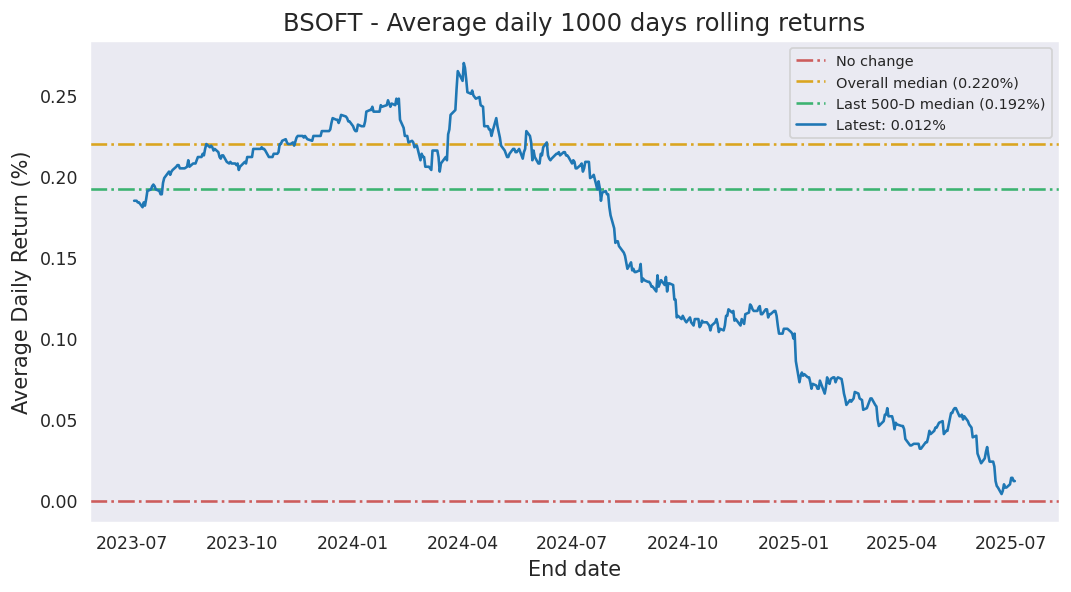 BSOFT - Average daily 1000 days rolling returns
No change
Overall median (0.220%)
Last 500-D median (0.192%)
Latest: 0.012%
Average Daily Return (%)
0.25
0.20
0.15
0.10
0.05
0.00
2023-07 2023-10 2024-01 2024-04 2024-07 2024-10 2025-01 2025-04 2025-07
End date